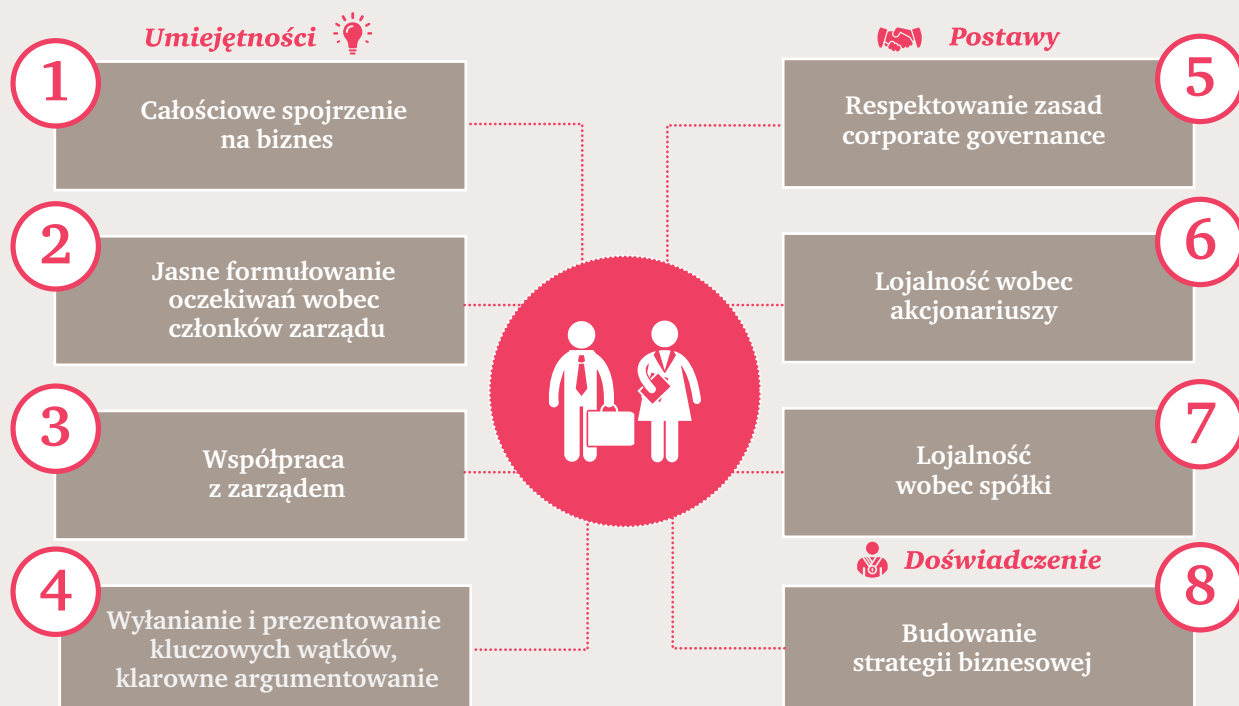 Umiejętności
1
Całościowe spojrzenie
na biznes
2
Jasne formułowanie
oczekiwań wobec
członków zarządu
3
Współpraca
z zarządem
4
Wyłanianie i prezentowanie
kluczowych wątków,
klarowne argumentowanie
Postawy
5
Respektowanie zasad
corporate governance
6
Lojalność wobec
akcjonariuszy
7
Lojalność
wobec spółki
Doświadczenie
8
Budowanie
strategii biznesowej